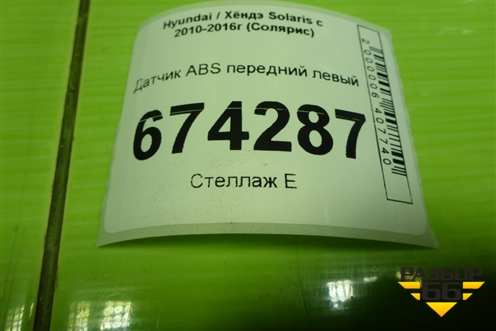 Hyundai / Хёндэ Solaris с
2010-2016г (Солярис)
Датчик ABS передний левый
674287
Стеллаж Е
2000006407740
РАЗБОР
66